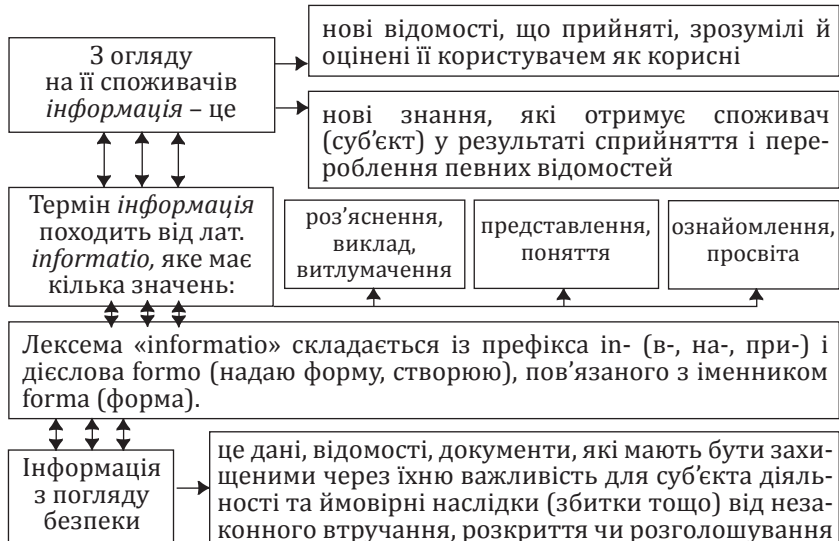 З огляду
на її споживачів
інформація – це
нові відомості, що прийняті, зрозумілі й
оцінені її користувачем як корисні
нові знання, які отримує споживач
(суб’єкт) у результаті сприйняття і пере-
роблення певних відомостей
Термін інформація
походить від лат.
informatio, яке має
кілька значень:
роз’яснення,
виклад,
витлумачення
представлення,
поняття
ознайомлення,
просвіта
Лексема «informatio» складається із префікса in- (в-, на-, при-) і
дієслова formo (надаю форму, створюю), пов’язаного з іменником
forma (форма).
Інформація
з погляду
безпеки
це дані, відомості, документи, які мають бути захи-
щеними через їхню важливість для суб’єкта діяль-
ності та ймовірні наслідки (збитки тощо) від неза-
конного втручання, розкриття чи розголошування